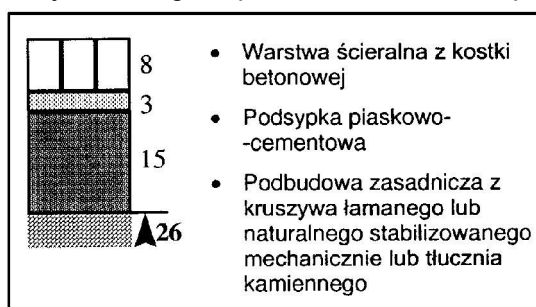 8
3
15
26
• Warstwa ścieralna z kostki
betonowej
• Podsypka piaskowo-
-cementowa
• Podbudowa zasadnicza z
kruszywa łamanego lub
naturalnego stabilizowanego
mechanicznie lub tłucznia
kamiennego